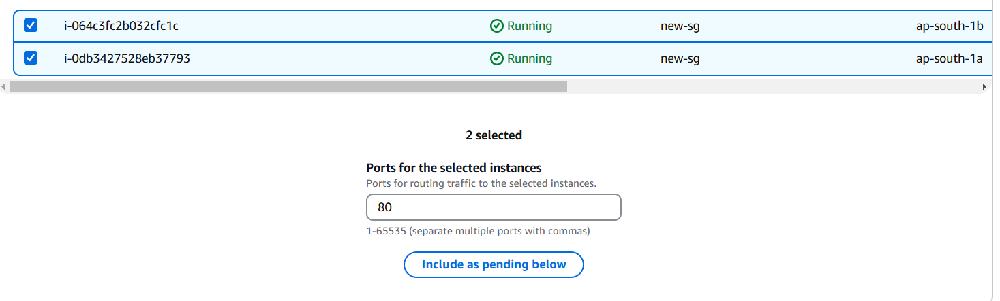 i-064c3fc2b032cfc1c Running new-sg ap-south-1b
i-0db3427528eb37793 Running new-sg ap-south-1a
2 selected
Ports for the selected instances
Ports for routing traffic to the selected instances.
80
1-65535 (separate multiple ports with commas)
Include as pending below